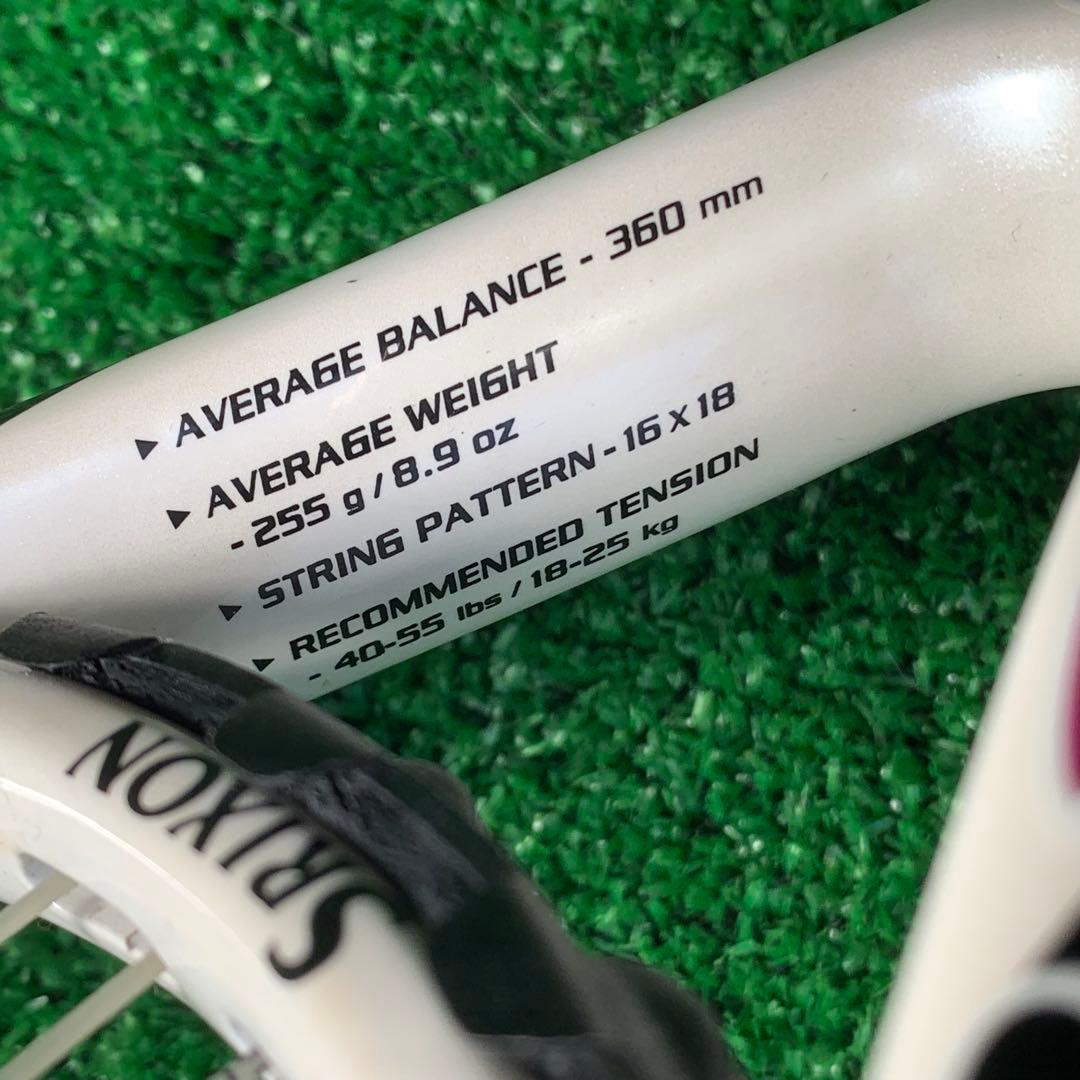 ▶ AVERAGE BALANCE - 360 mm
▶ AVERAGE WEIGHT
- 255 g / 8.9 oz
▶ STRING PATTERN - 16 x 18
▶ RECOMMENDED TENSION
- 40-55 lbs / 18-25 kg
SRIXON